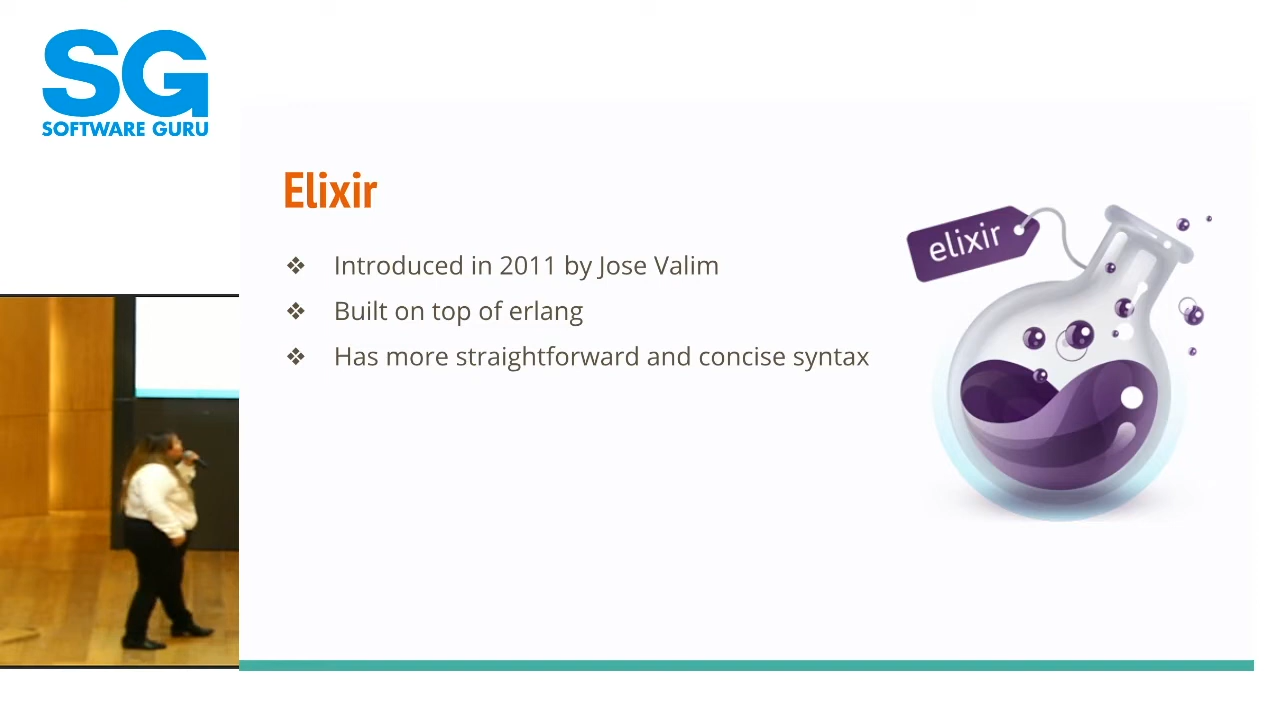 SG
SOFTWARE GURU
Elixir
❖ Introduced in 2011 by Jose Valim
❖ Built on top of erlang
❖ Has more straightforward and concise syntax
elixir